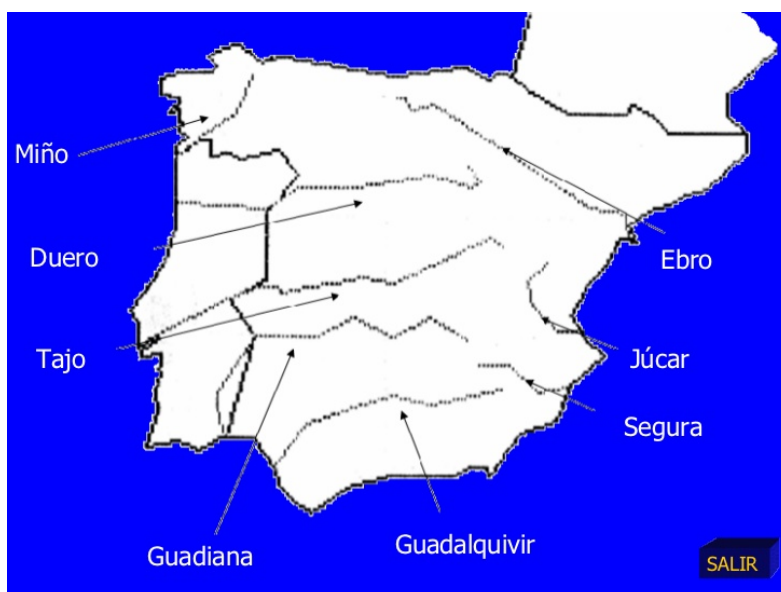 Miño
Duero
Ebro
Tajo
Júcar
Segura
Guadiana
Guadalquivir
SALIR